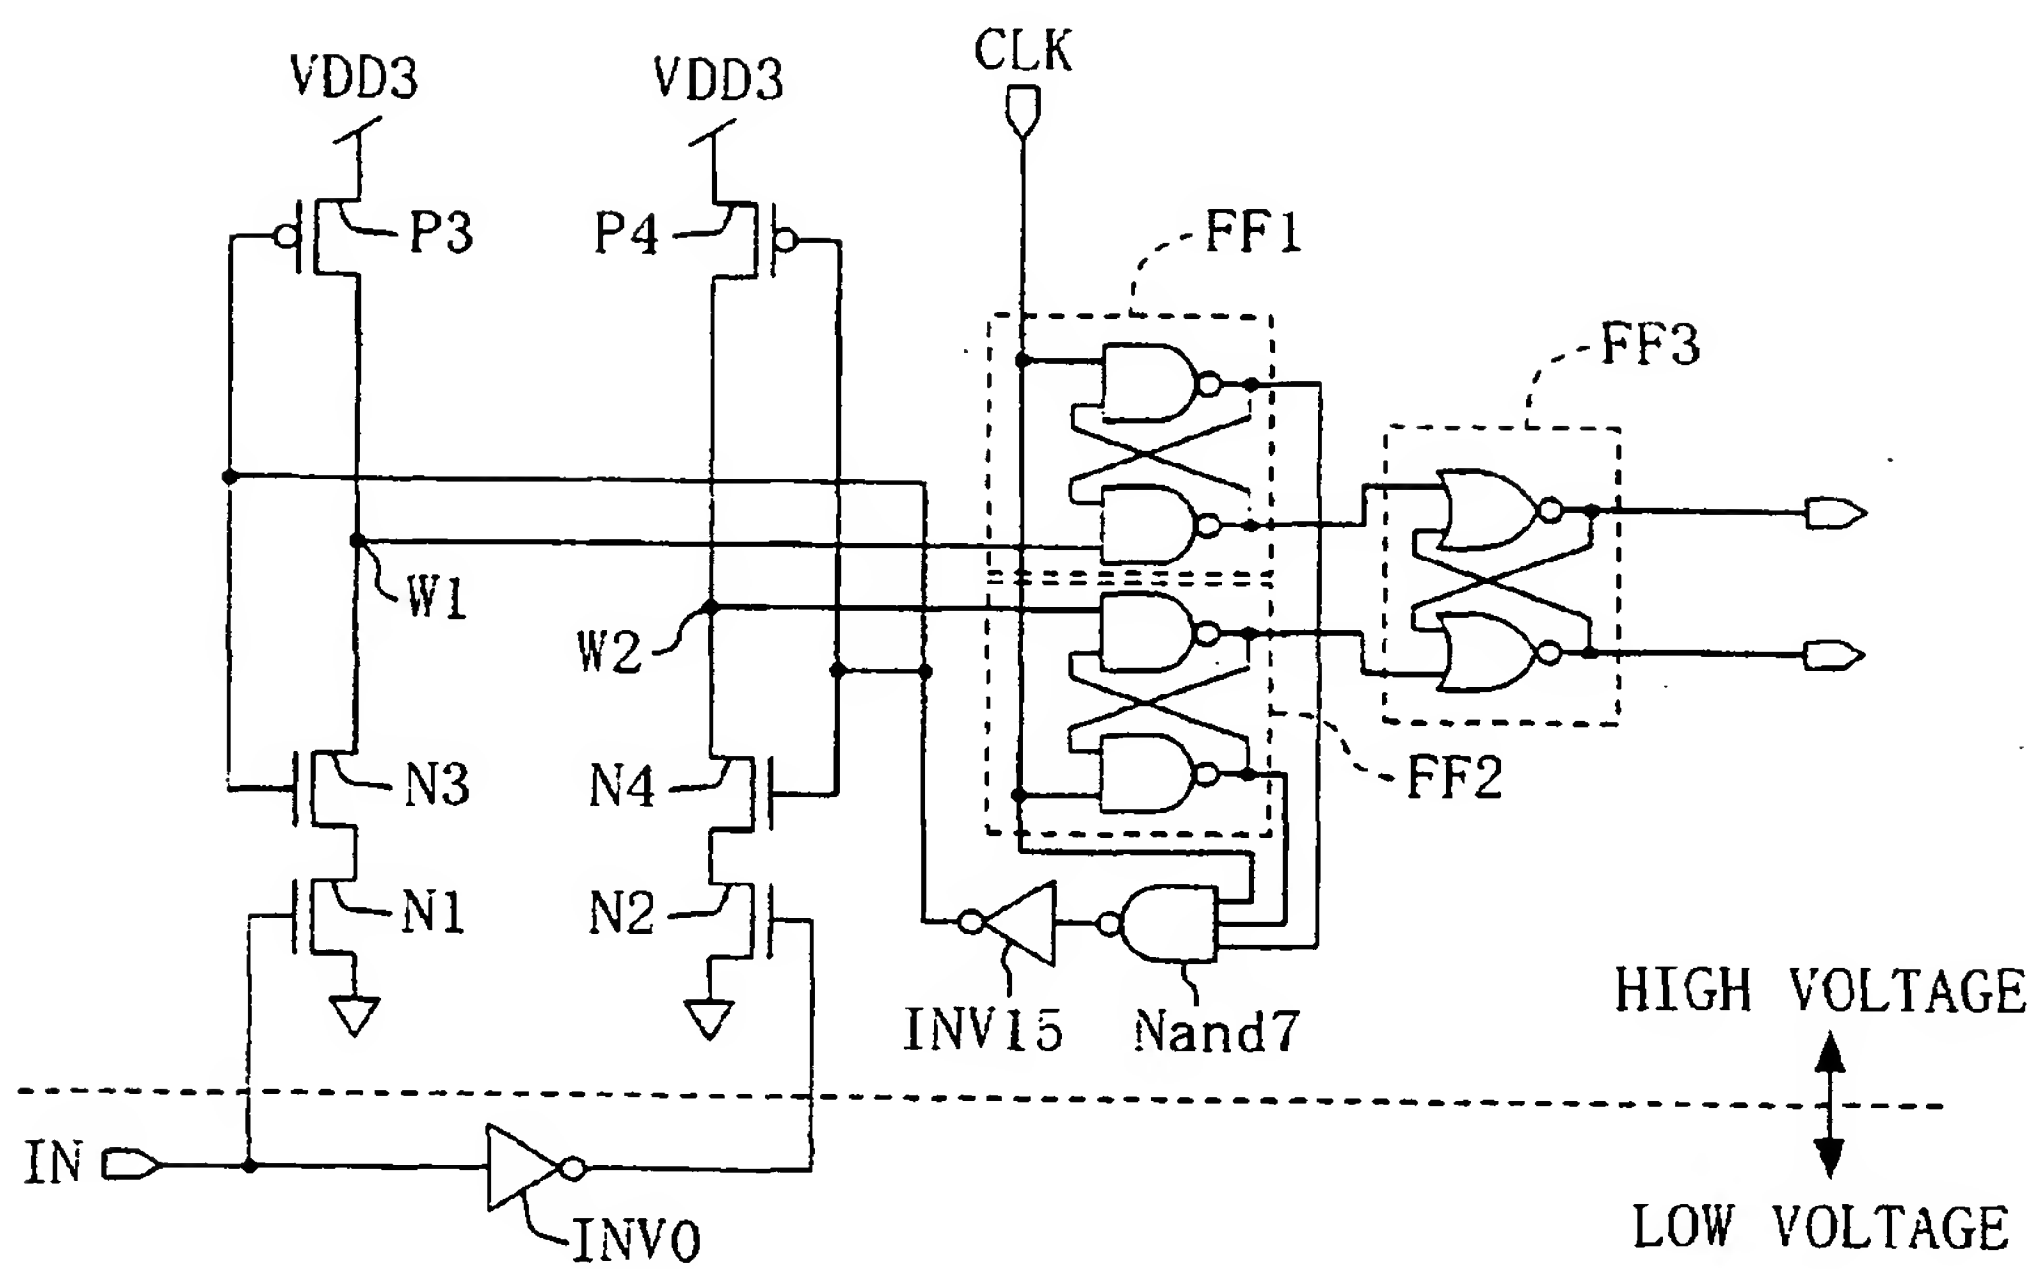 CLK
VDD3
VDD3
P3
P4
FF1
FF3
W1
W2
N3
N4
FF2
N1
N2
INV15
Nand7
HIGH VOLTAGE
IN
INV0
LOW VOLTAGE